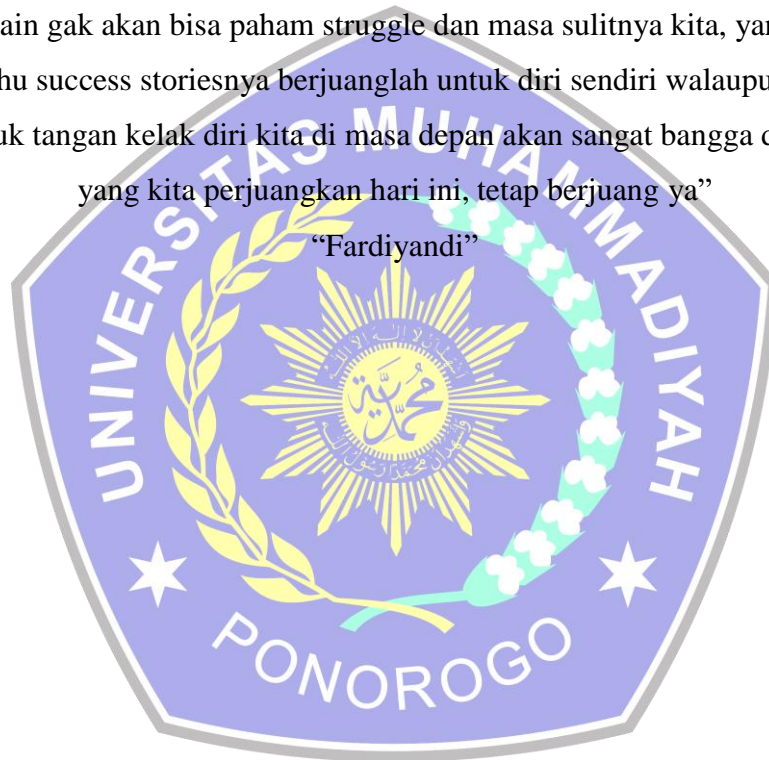 ain gak akan bisa paham struggle dan masa sulitnya kita, yan
hu success storiesnya berjuanglah untuk diri sendiri walaupu
uk tangan kelak diri kita di masa depan akan sangat bangga d
yang kita perjuangkan hari ini, tetap berjuang ya”
“Fardiyandi”
UNIVERSITAS MUHAMMADIYAH
محمدية
PONOROGO